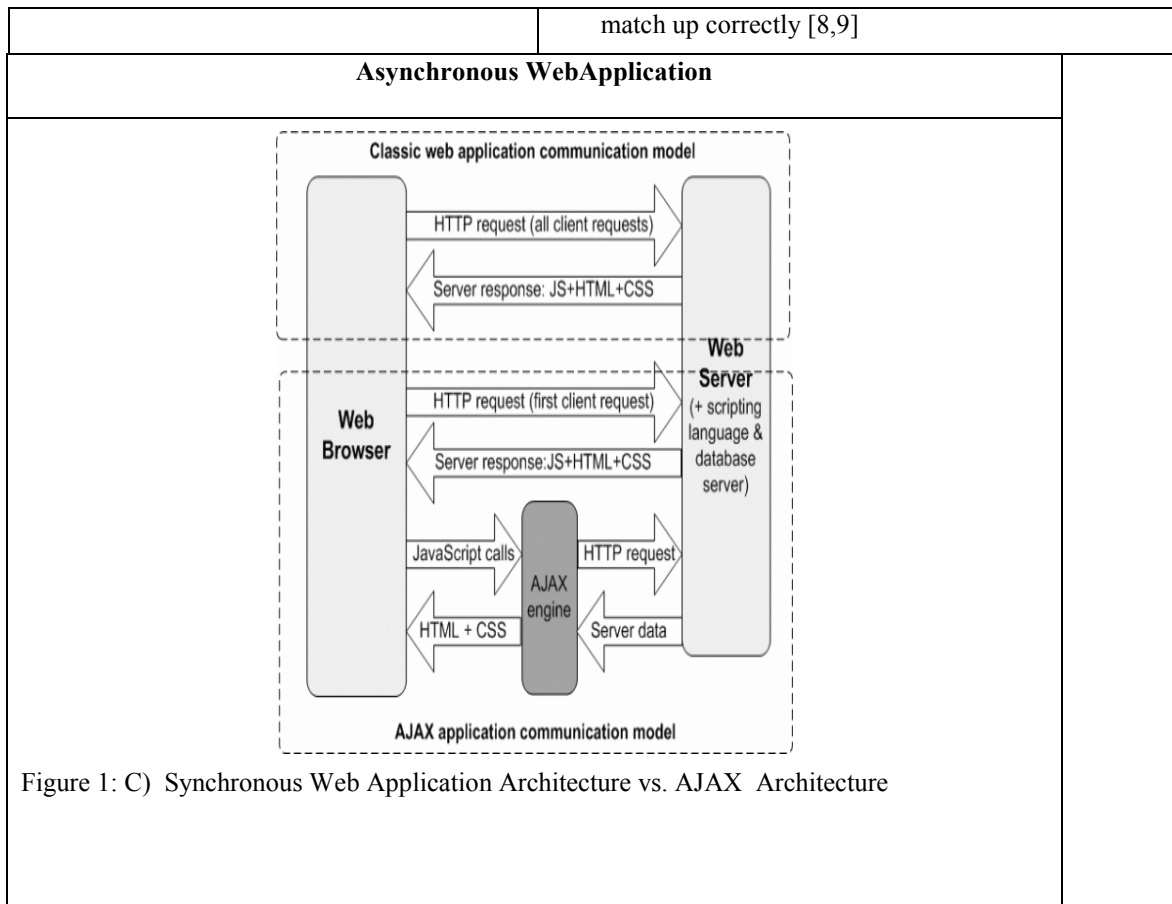 match up correctly [8,9]
Asynchronous WebApplication
Classic web application communication model
HTTP request (all client requests)
Server response: JS+HTML+CSS
Web
Server
(+ scripting
language &
database
server)
HTTP request (first client request)
Web
Browser
Server response:JS+HTML+CSS
JavaScript calls
HTTP request
AJAX
engine
HTML + CSS
Server data
AJAX application communication model
Figure 1: C) Synchronous Web Application Architecture vs. AJAX Architecture